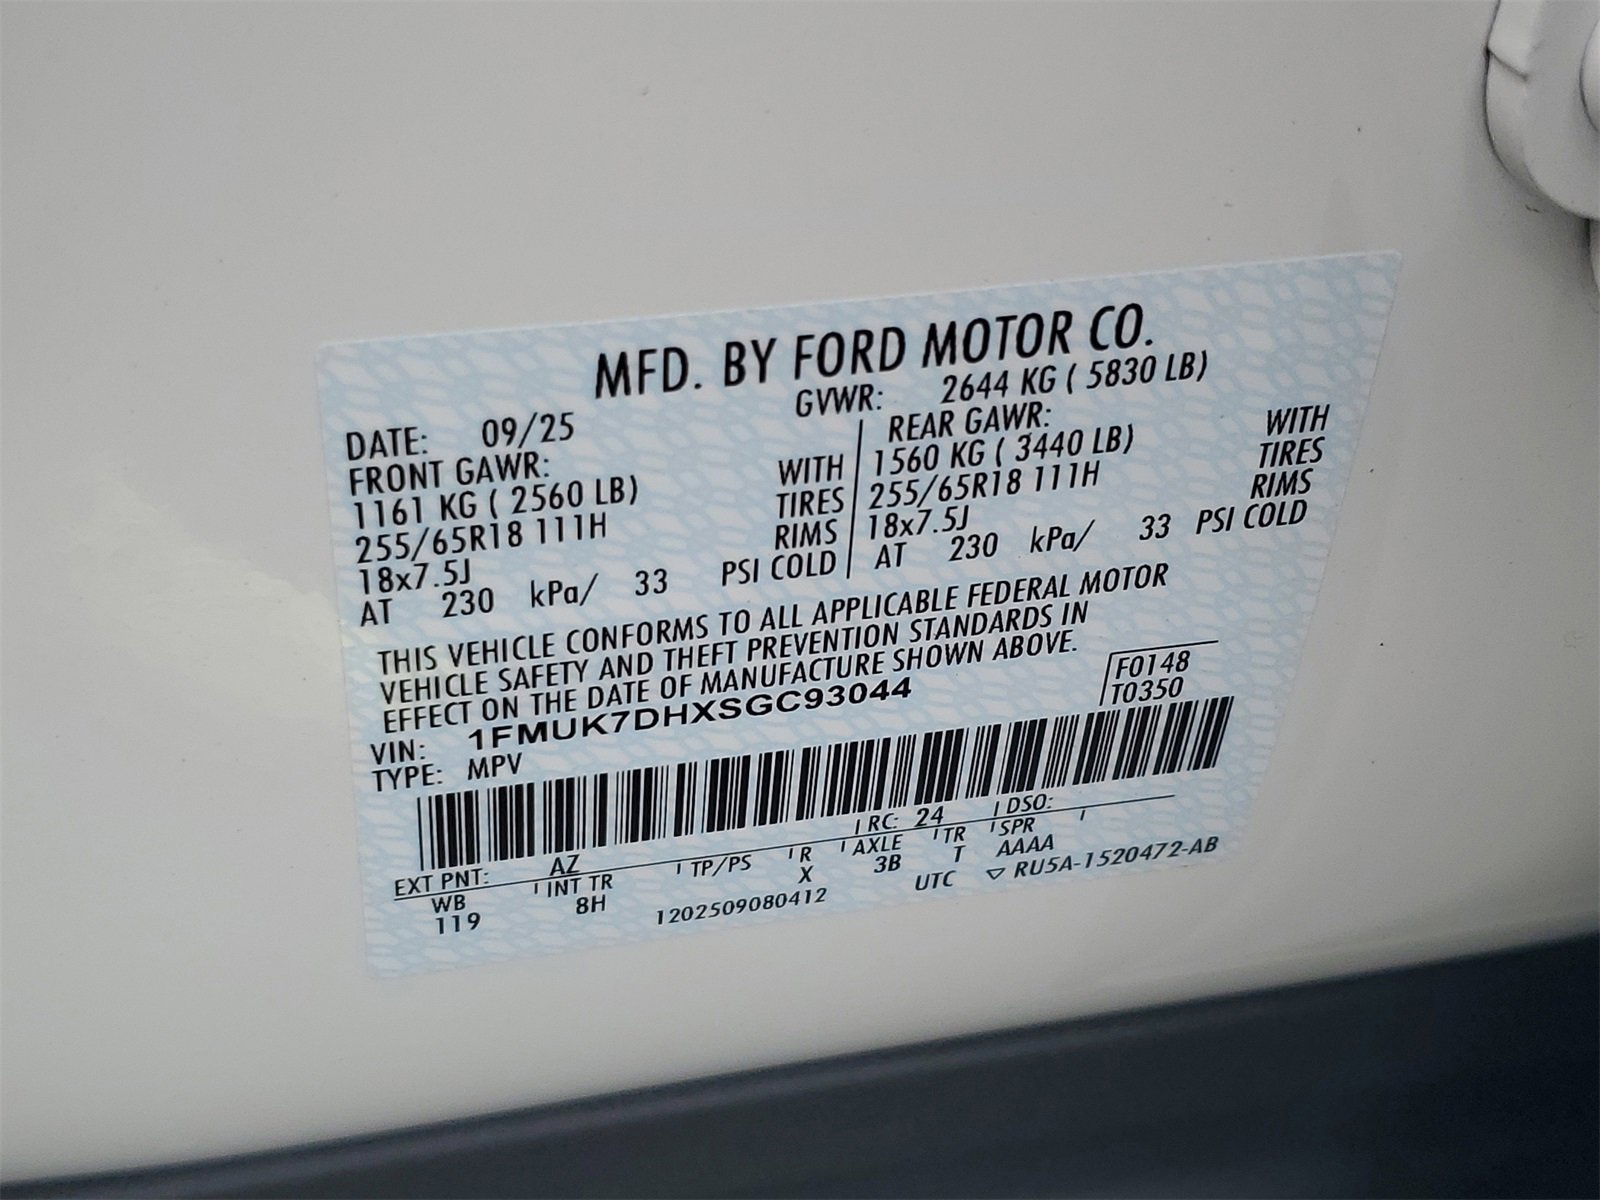 MFD. BY FORD MOTOR CO.
DATE: 09/25 GVWR: 2644 KG ( 5830 LB)
FRONT GAWR: REAR GAWR:
1161 KG ( 2560 LB) WITH 1560 KG ( 3440 LB) WITH
255/65R18 111H TIRES 255/65R18 111H TIRES
18x7.5J RIMS 18x7.5J RIMS
AT 230 kPa/ 33 PSI COLD AT 230 kPa/ 33 PSI COLD
THIS VEHICLE CONFORMS TO ALL APPLICABLE FEDERAL MOTOR
VEHICLE SAFETY AND THEFT PREVENTION STANDARDS IN
EFFECT ON THE DATE OF MANUFACTURE SHOWN ABOVE.
VIN: 1FMUK7DHXSGC93044 F0148
TYPE: MPV T0350
EXT PNT: AZ RC: 24 DSO:
WB INT TR TP/PS R AXLE TR SPR
119 8H X 3B T AAAA
1202509080412 UTC ▽ RU5A-1520472-AB